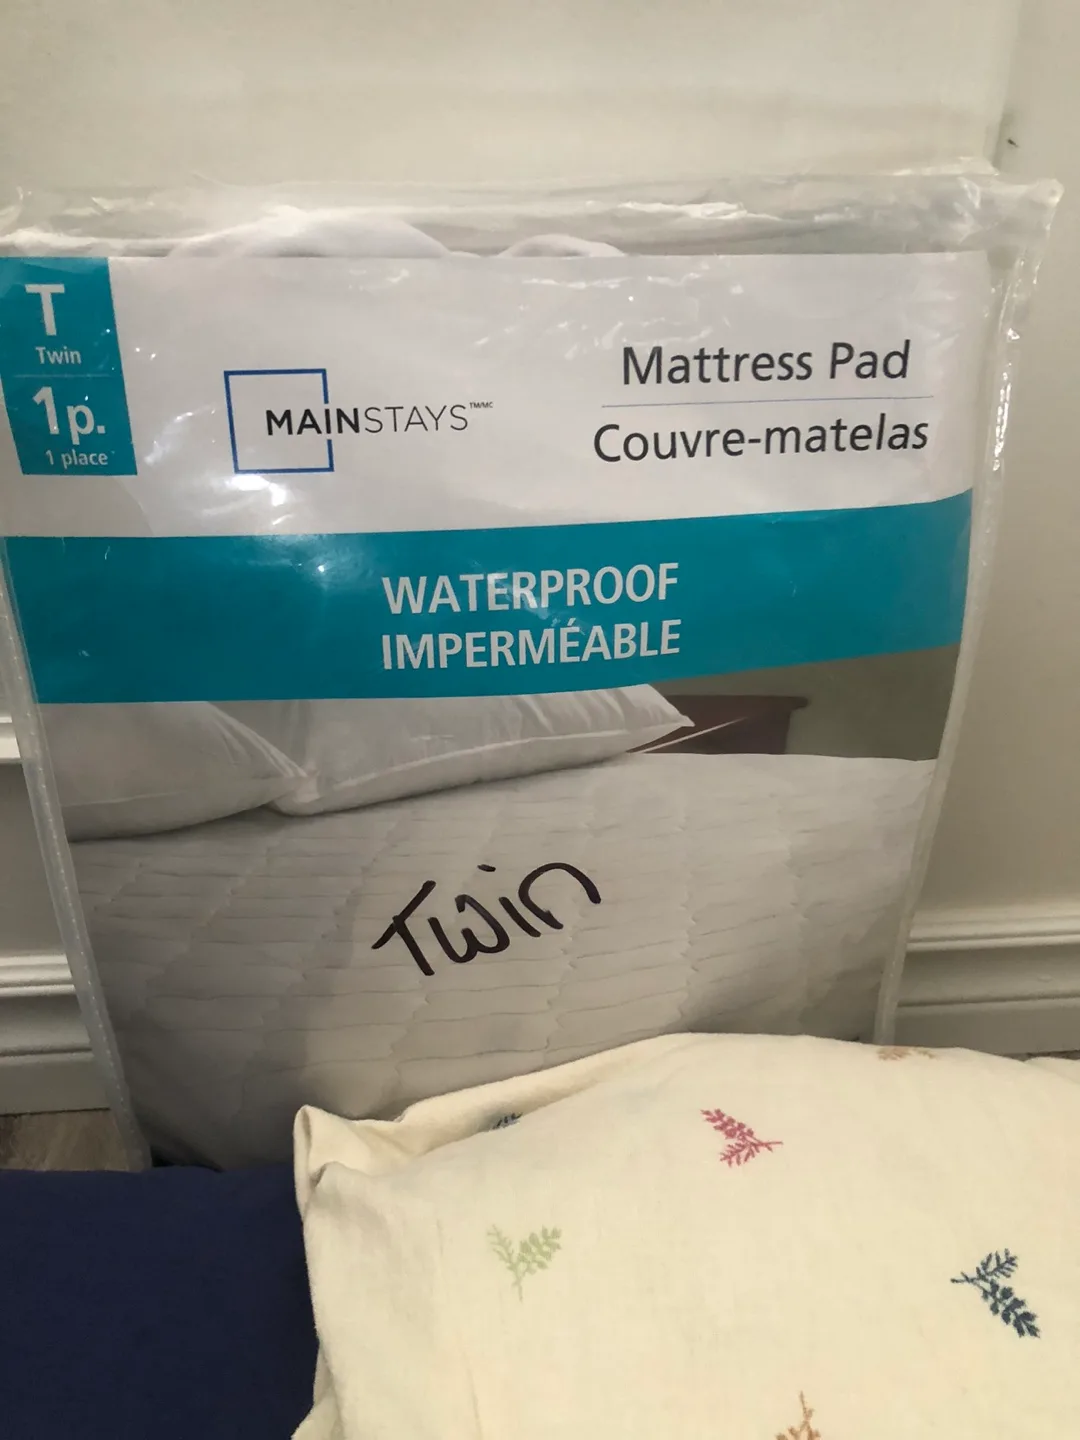 T
Twin
1p.
1 place
MAINSTAYS™/MC
Mattress Pad
Couvre-matelas
WATERPROOF
IMPERMÉABLE
Twin